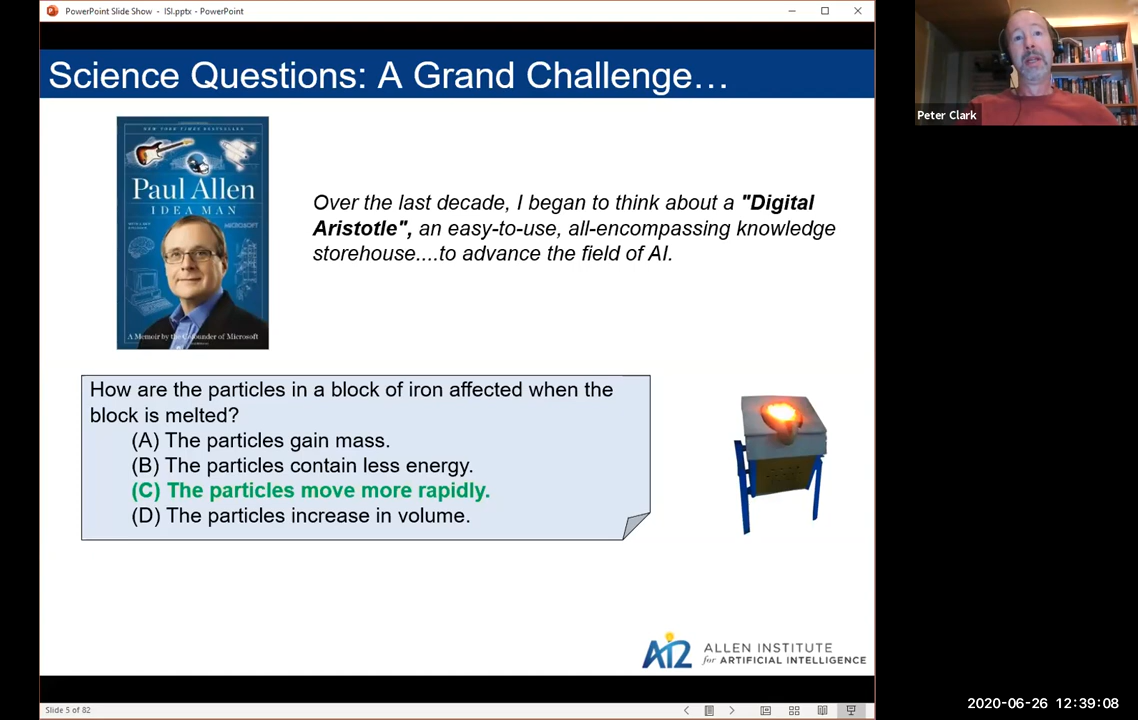 PowerPoint Slide Show - ISI.pptx - PowerPoint
Science Questions: A Grand Challenge…
NEW YORK TIMES BESTSELLER
Paul Allen
IDEA MAN
MICROSOFT
A Memoir by the Cofounder of Microsoft
Over the last decade, I began to think about a "Digital
Aristotle", an easy-to-use, all-encompassing knowledge
storehouse....to advance the field of AI.
How are the particles in a block of iron affected when the
block is melted?
(A) The particles gain mass.
(B) The particles contain less energy.
(C) The particles move more rapidly.
(D) The particles increase in volume.
AI2
ALLEN INSTITUTE
for ARTIFICIAL INTELLIGENCE
Slide 5 of 82
Peter Clark
2020-06-26 12:39:08